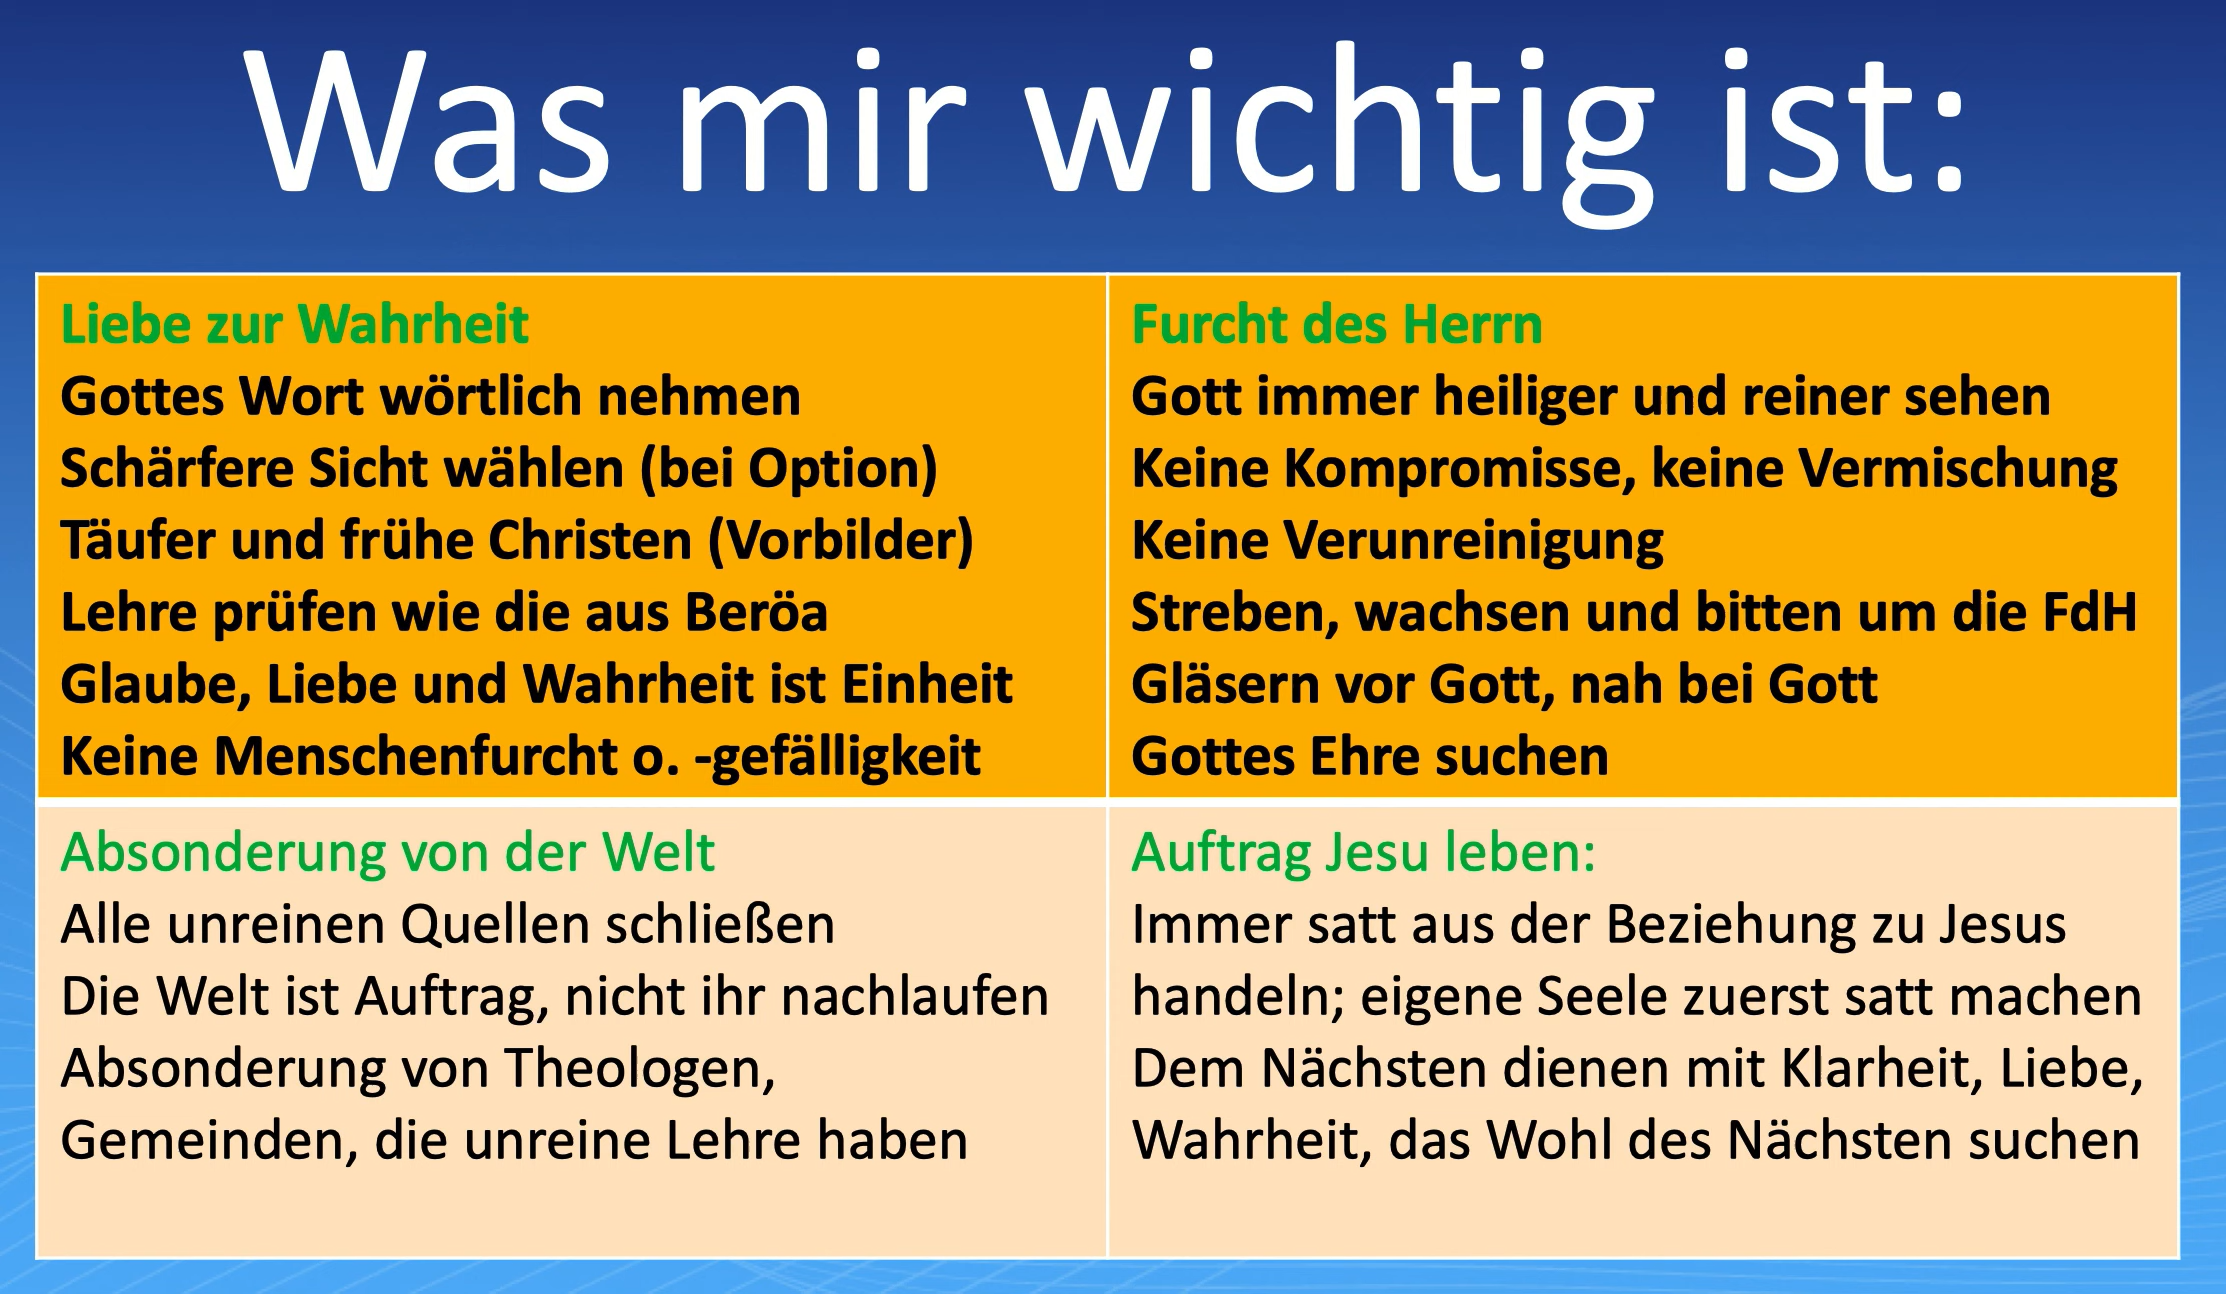 Was mir wichtig ist:
Liebe zur Wahrheit
Gottes Wort wörtlich nehmen
Schärfere Sicht wählen (bei Option)
Täufer und frühe Christen (Vorbilder)
Lehre prüfen wie die aus Beröa
Glaube, Liebe und Wahrheit ist Einheit
Keine Menschenfurcht o. -gefälligkeit
Furcht des Herrn
Gott immer heiliger und reiner sehen
Keine Kompromisse, keine Vermischung
Keine Verunreinigung
Streben, wachsen und bitten um die FdH
Gläsern vor Gott, nah bei Gott
Gottes Ehre suchen
Absonderung von der Welt
Alle unreinen Quellen schließen
Die Welt ist Auftrag, nicht ihr nachlaufen
Absonderung von Theologen,
Gemeinden, die unreine Lehre haben
Auftrag Jesu leben:
Immer satt aus der Beziehung zu Jesus
handeln; eigene Seele zuerst satt machen
Dem Nächsten dienen mit Klarheit, Liebe,
Wahrheit, das Wohl des Nächsten suchen